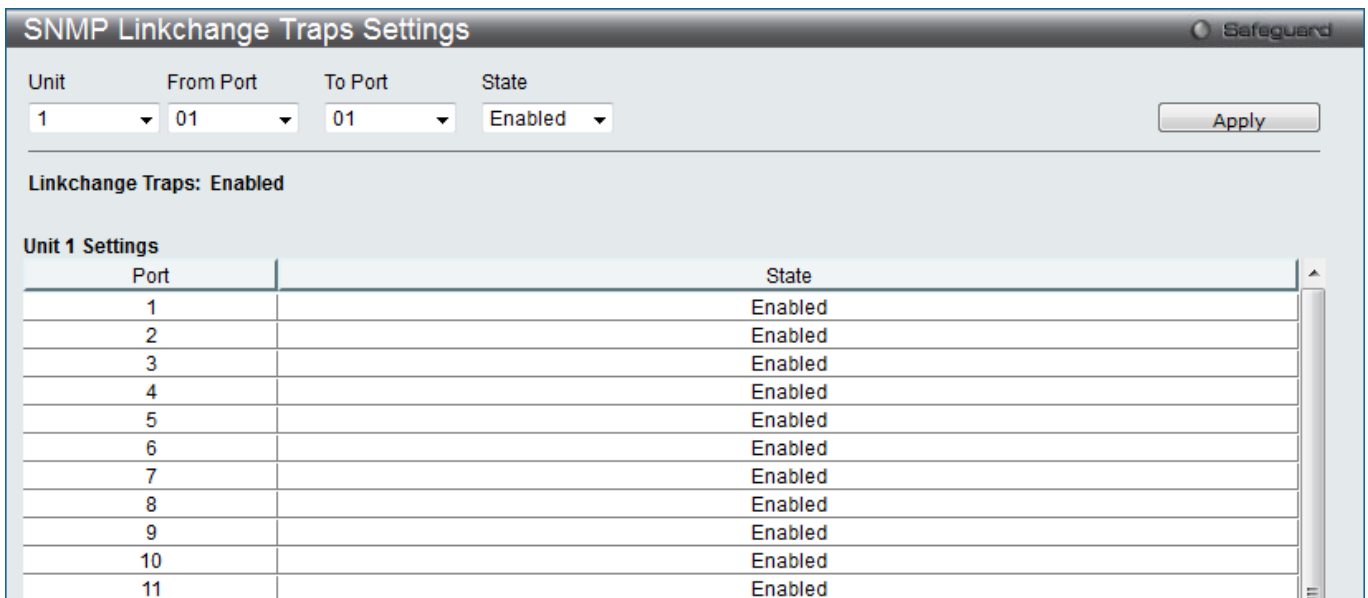 SNMP Linkchange Traps Settings
Safeguard
Unit From Port To Port State
1 01 01 Enabled Apply
Linkchange Traps: Enabled
Unit 1 Settings
Port State
1 Enabled
2 Enabled
3 Enabled
4 Enabled
5 Enabled
6 Enabled
7 Enabled
8 Enabled
9 Enabled
10 Enabled
11 Enabled